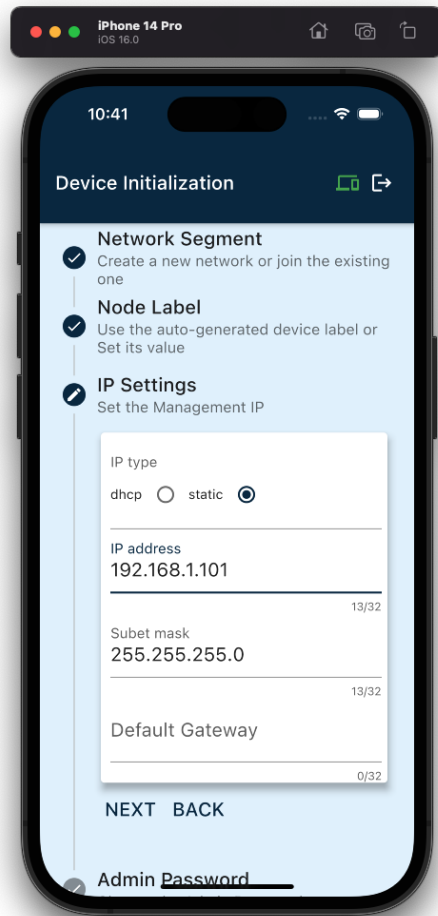 iPhone 14 Pro
iOS 16.0
10:41
Device Initialization
Network Segment
Create a new network or join the existing
one
Node Label
Use the auto-generated device label or
Set its value
IP Settings
Set the Management IP
IP type
dhcp static
IP address
192.168.1.101
13/32
Subet mask
255.255.255.0
13/32
Default Gateway
0/32
NEXT BACK
Admin Password